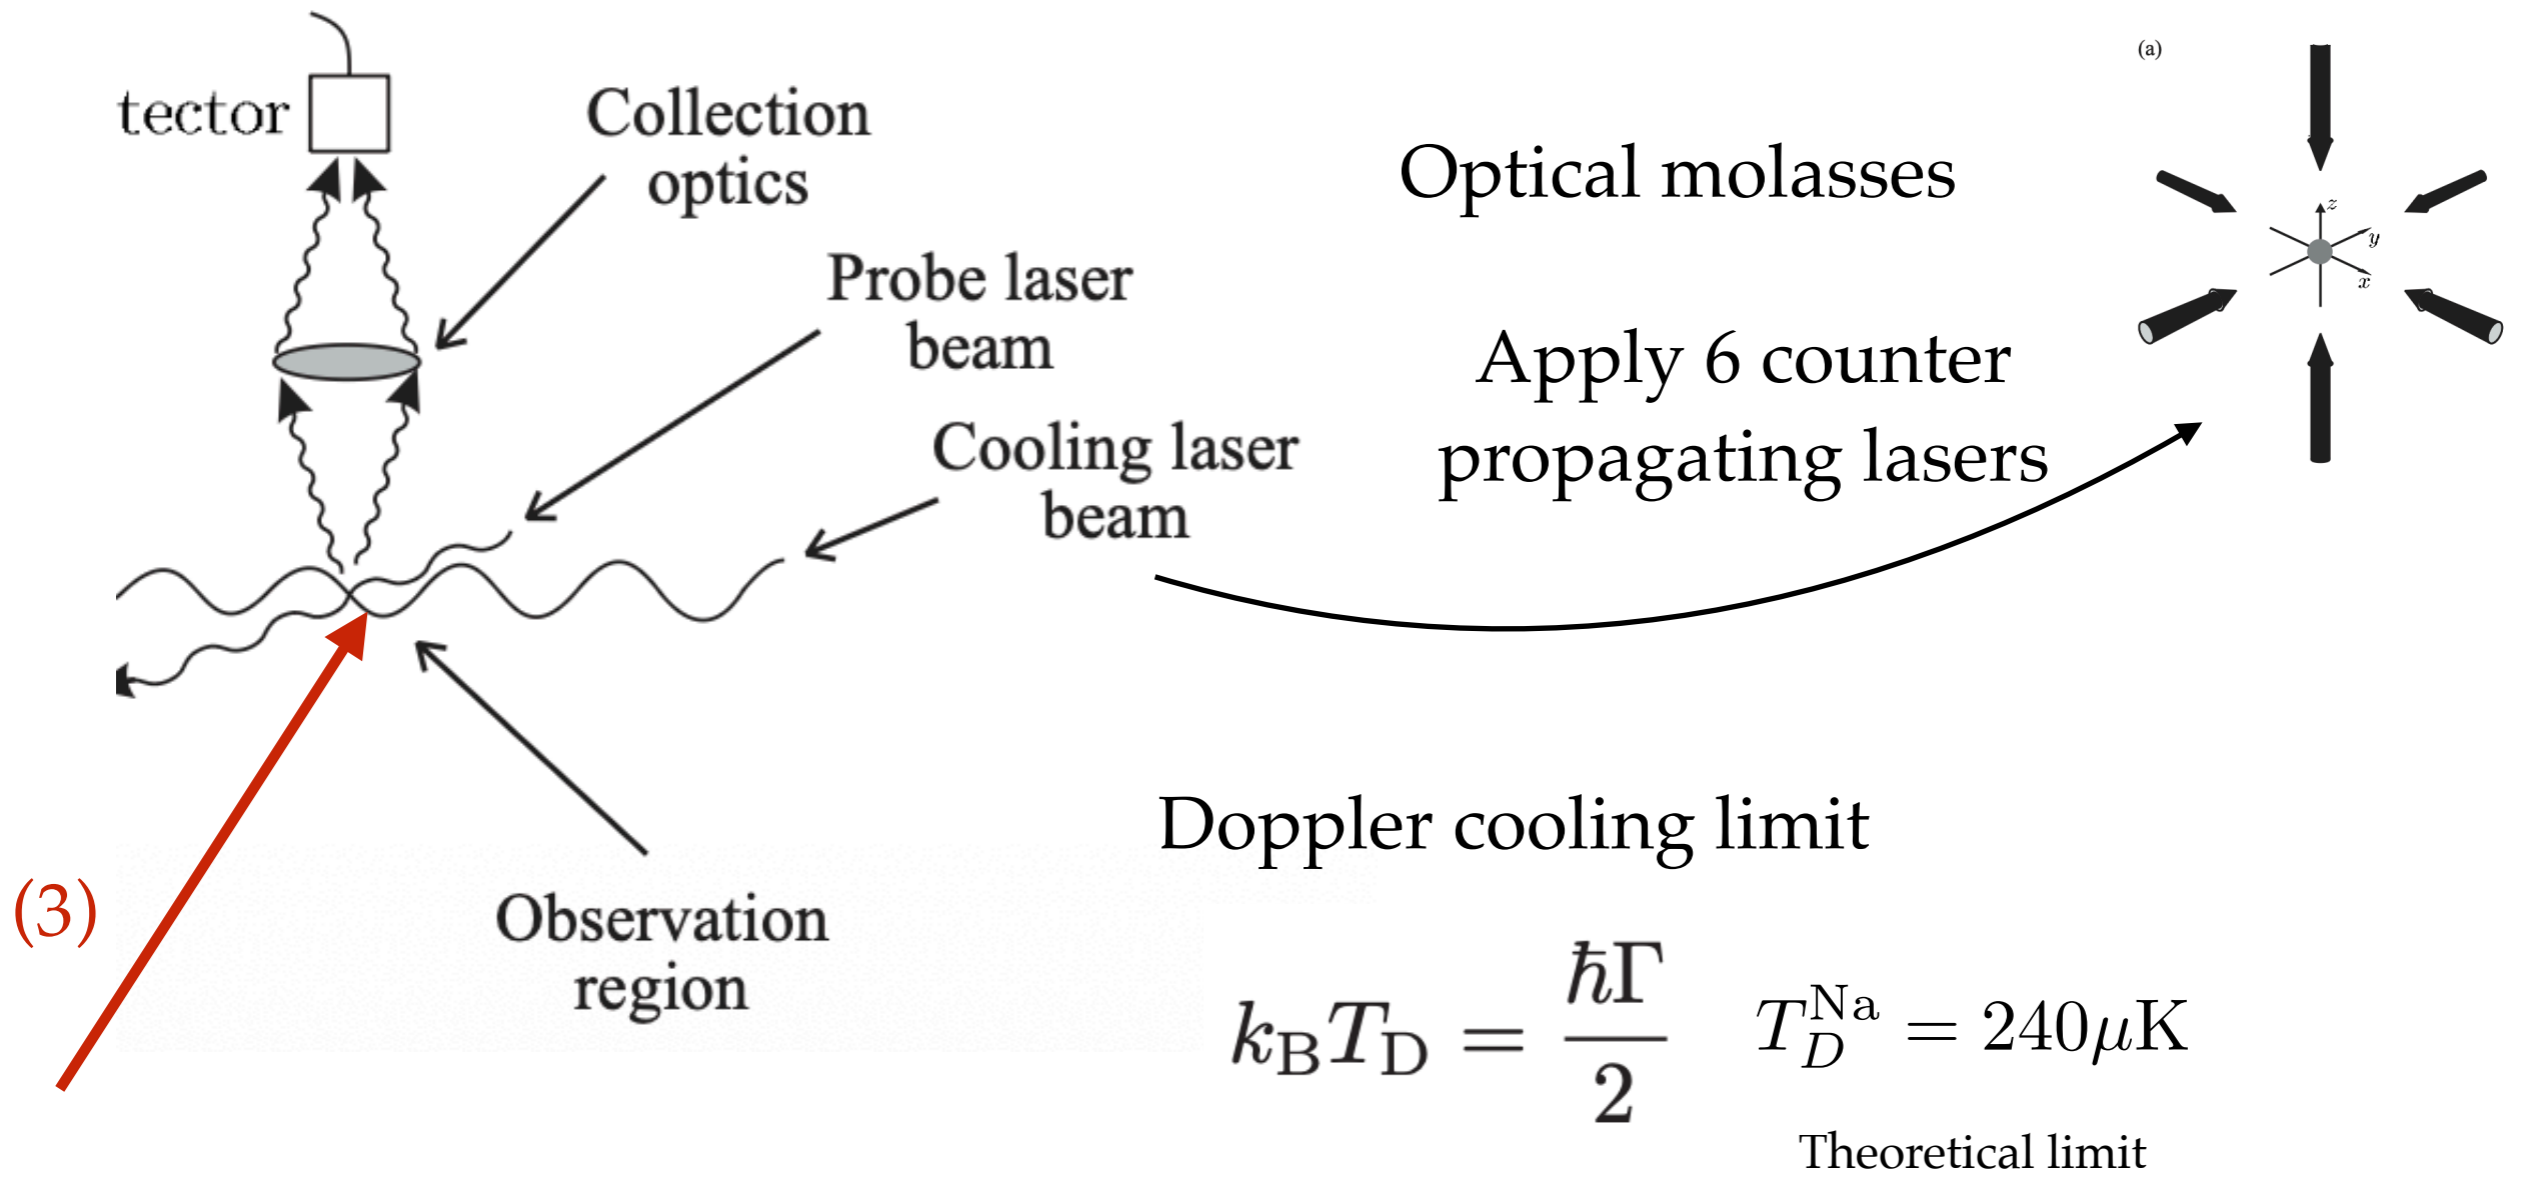 tector
Collection
optics
Probe laser
beam
Cooling laser
beam
Observation
region
(3)
Optical molasses
Apply 6 counter
propagating lasers
(a)
z
y
x
Doppler cooling limit
k_B T_D = ħΓ/2
T_D^Na = 240μK
Theoretical limit